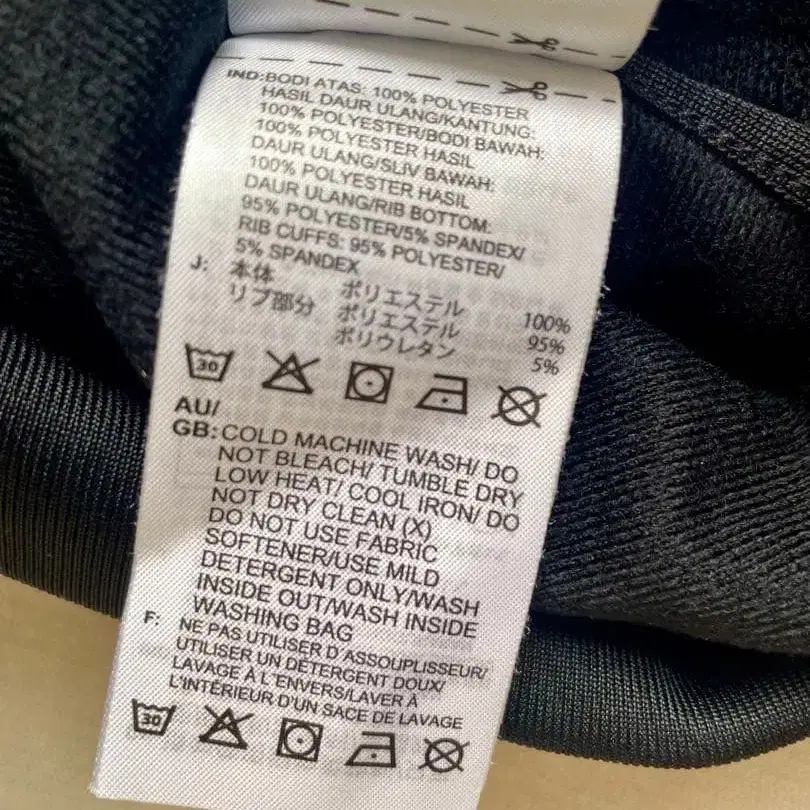 IND: BODI ATAS: 100% POLYESTER
HASIL DAUR ULANG/KANTUNG:
100% POLYESTER/BODI BAWAH:
100% POLYESTER HASIL
DAUR ULANG/SLIV BAWAH:
100% POLYESTER HASIL
DAUR ULANG/RIB BOTTOM:
95% POLYESTER/5% SPANDEX/
RIB CUFFS: 95% POLYESTER/
5% SPANDEX
J: 本体 ポリエステル 100%
リブ部分 ポリエステル 95%
ポリウレタン 5%
30
AU/
GB: COLD MACHINE WASH/ DO
NOT BLEACH/ TUMBLE DRY
LOW HEAT/ COOL IRON/ DO
NOT DRY CLEAN (X)
DO NOT USE FABRIC
SOFTENER/USE MILD
DETERGENT ONLY/WASH
INSIDE OUT/WASH INSIDE
WASHING BAG
F: NE PAS UTILISER D'ASSOUPLISSEUR/
UTILISER UN DÉTERGENT DOUX/
LAVAGE À L'ENVERS/LAVER À
L'INTÉRIEUR D'UN SACE DE LAVAGE
30